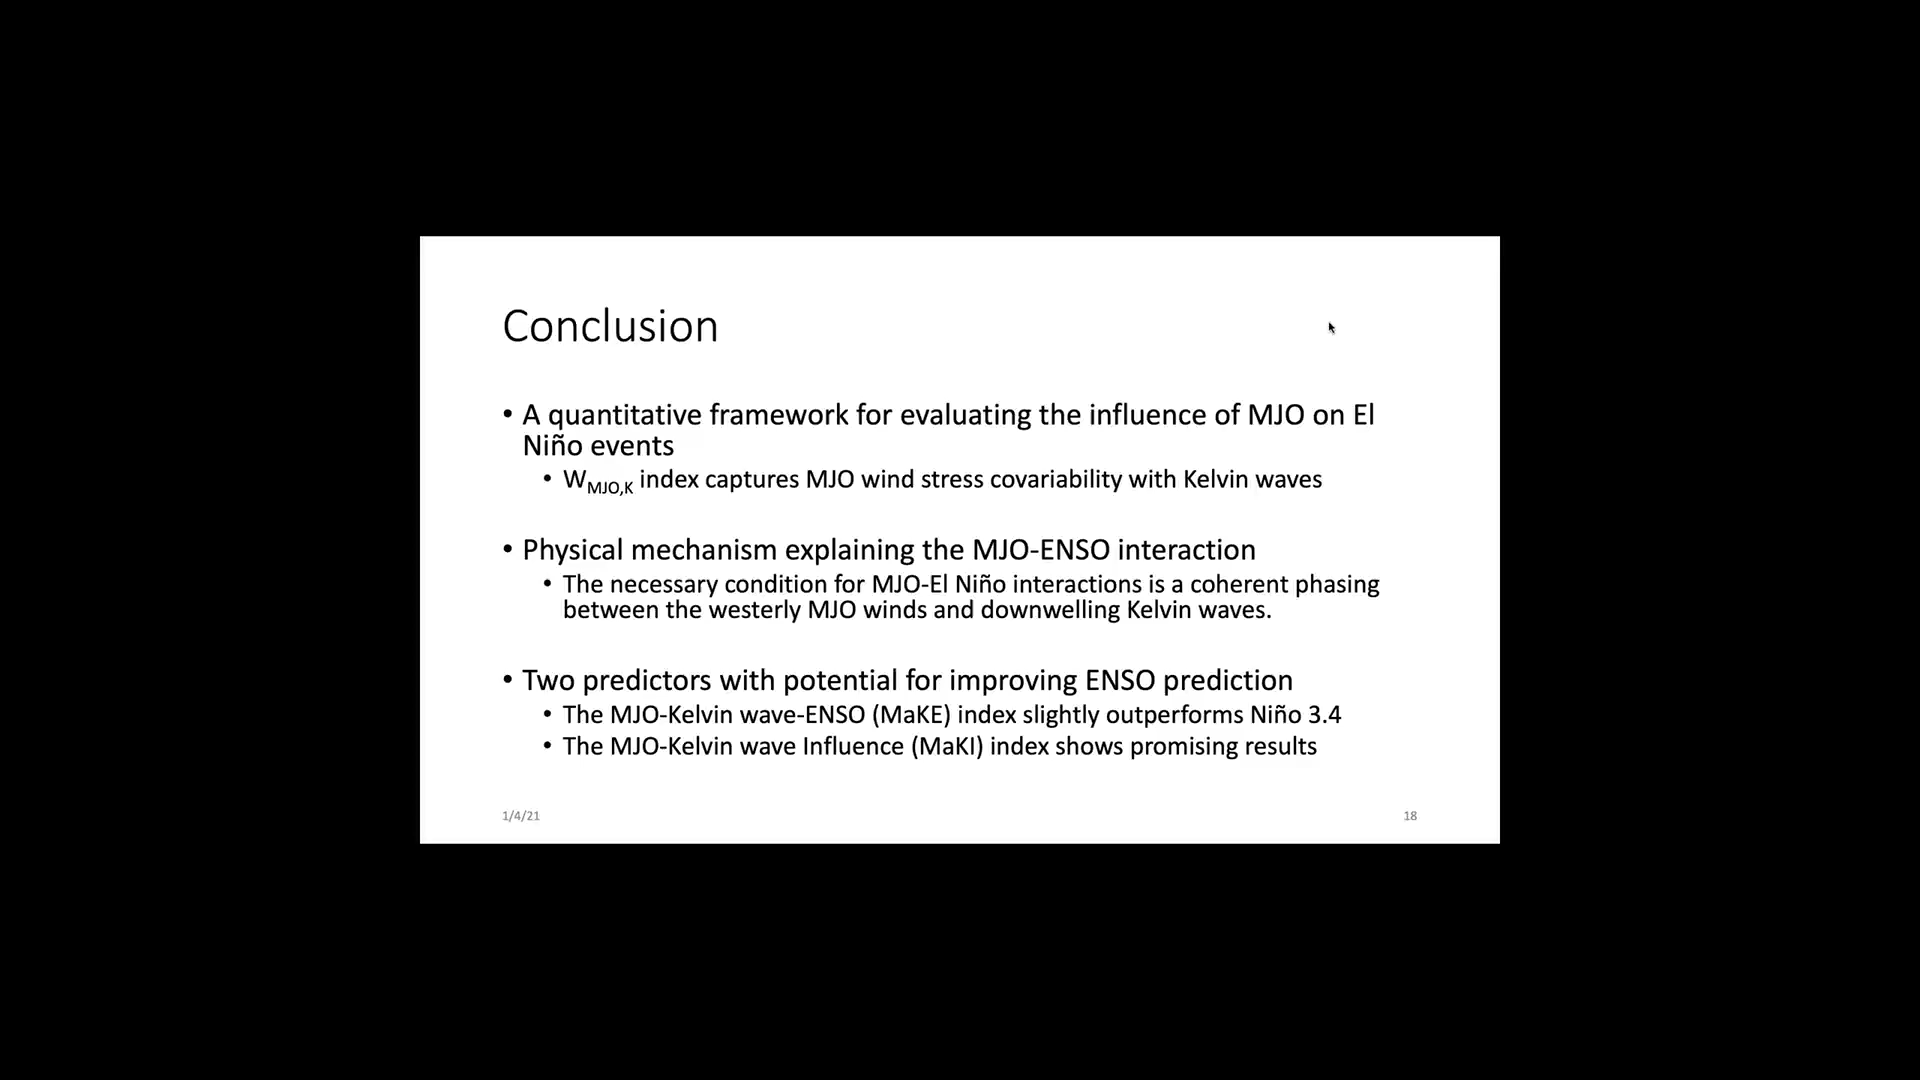 Conclusion
• A quantitative framework for evaluating the influence of MJO on El
Niño events
• W_MJO,K index captures MJO wind stress covariability with Kelvin waves
• Physical mechanism explaining the MJO-ENSO interaction
• The necessary condition for MJO-El Niño interactions is a coherent phasing
between the westerly MJO winds and downwelling Kelvin waves.
• Two predictors with potential for improving ENSO prediction
• The MJO-Kelvin wave-ENSO (MaKE) index slightly outperforms Niño 3.4
• The MJO-Kelvin wave Influence (MaKI) index shows promising results
1/4/21
18